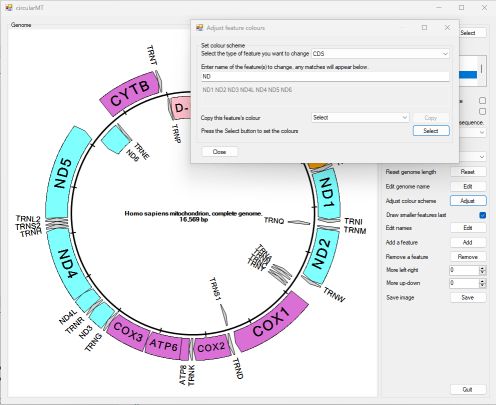 circularMT
Genome
Adjust feature colours
Set colour scheme
Select the type of feature you want to change CDS
Enter name of the feature(s) to change, any matches will appear below.
ND
ND1 ND2 ND3 ND4L ND4 ND5 ND6
Copy this feature's colour Select Copy
Press the Select button to set the colours Select
Close
Select
sequence.
Reset genome length Reset
Edit genome name Edit
Adjust colour scheme Adjust
Draw smaller features last
Edit names Edit
Add a feature Add
Remove a feature Remove
More left-right 0
More up-down 0
Save image Save
Quit
Homo sapiens mitochondrion, complete genome.
16,569 bp
TRNT
CYTB
D-
TRNP
TRNE
ND6
ND5
TRNL2
TRNS2
ND4
ND4L
TRNR
ND3
TRNG
COX3
ATP6
ATP8
TRNK
COX2
TRND
TRNS1
COX1
TRNY
TRNA
TRNW
ND2
TRNQ
TRNI
TRNM
ND1